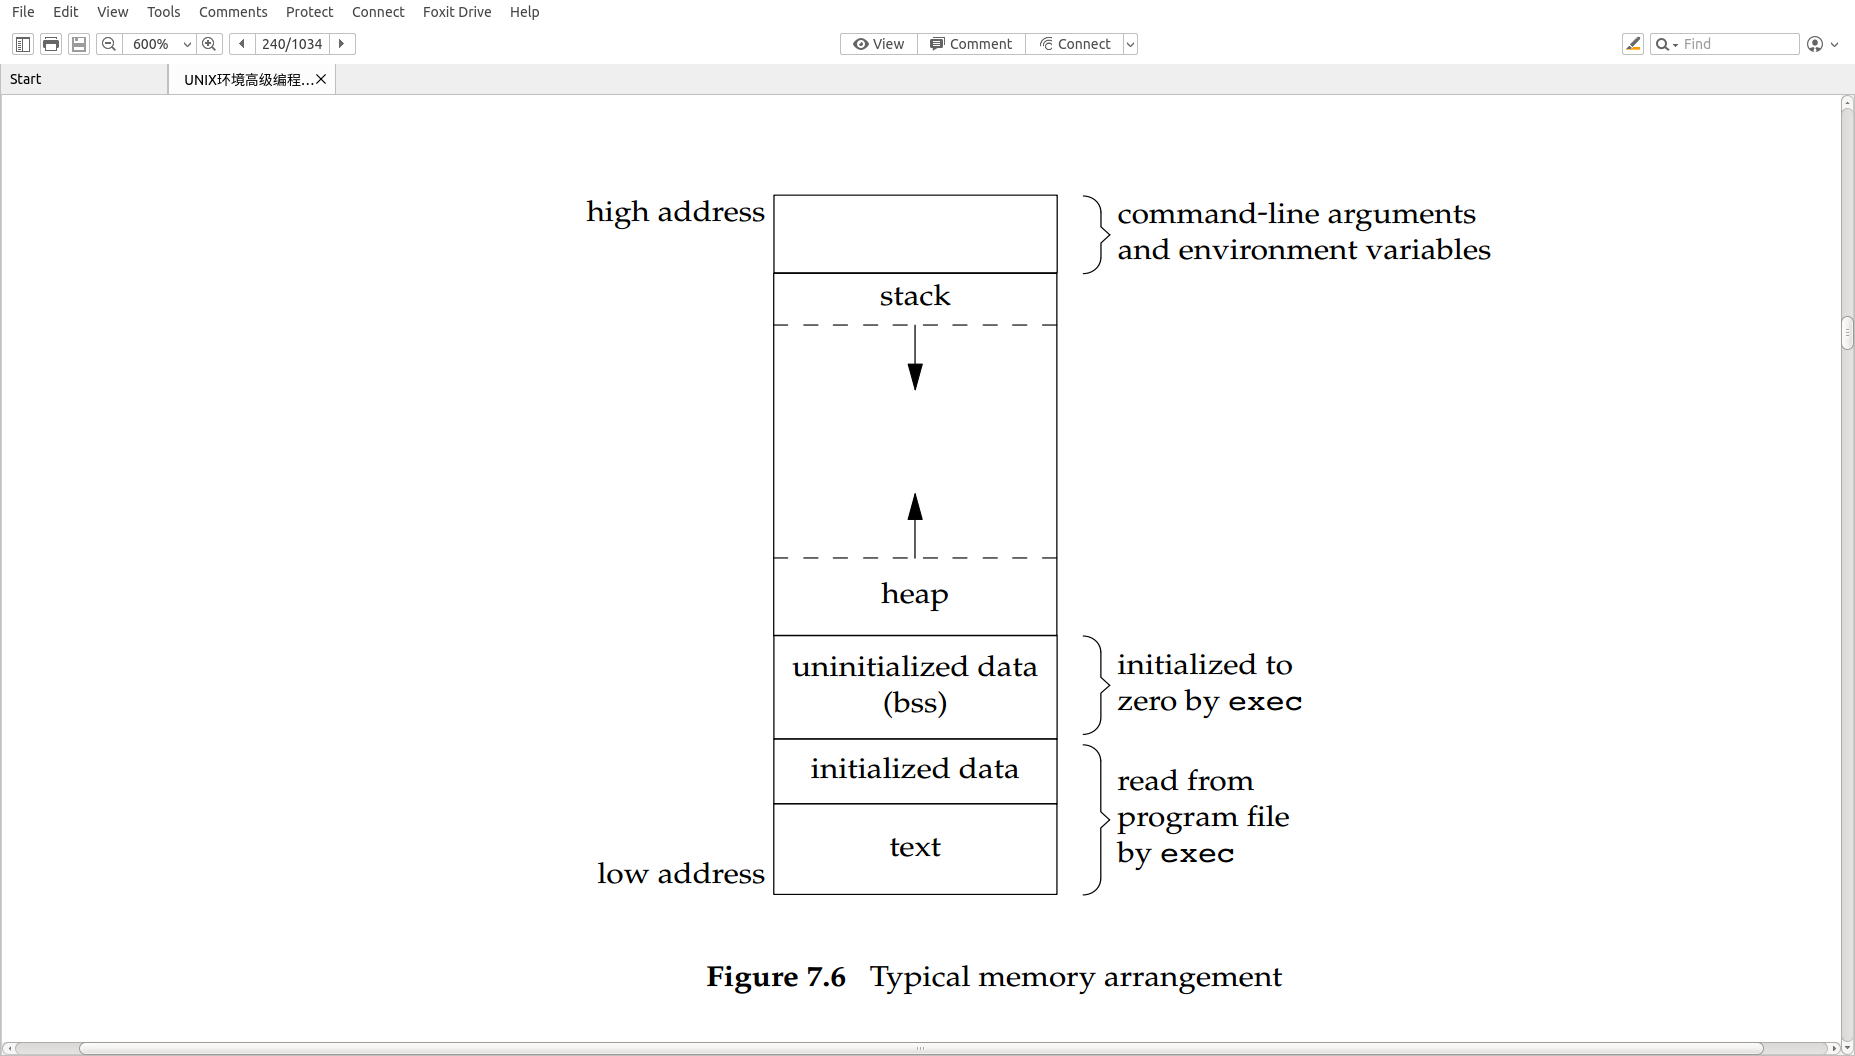 File Edit View Tools Comments Protect Connect Foxit Drive Help
600% 240/1034 View Comment Connect Find
Start UNIX环境高级编程...
high address
command-line arguments
and environment variables
stack
heap
uninitialized data
(bss)
initialized to
zero by exec
initialized data
read from
program file
by exec
text
low address
Figure 7.6 Typical memory arrangement